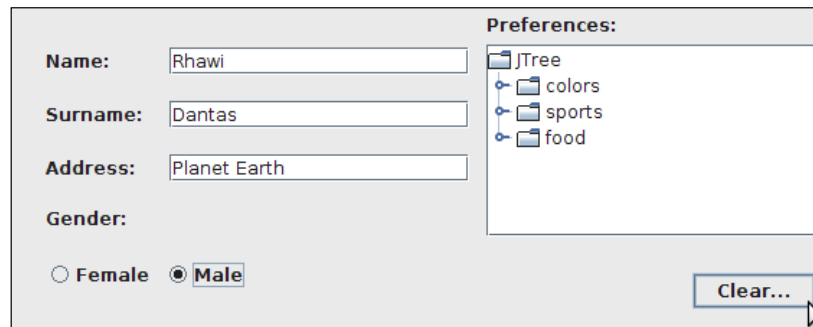 Name: Rhawi
Surname: Dantas
Address: Planet Earth
Gender:
Female Male
Preferences:
JTree
colors
sports
food
Clear...